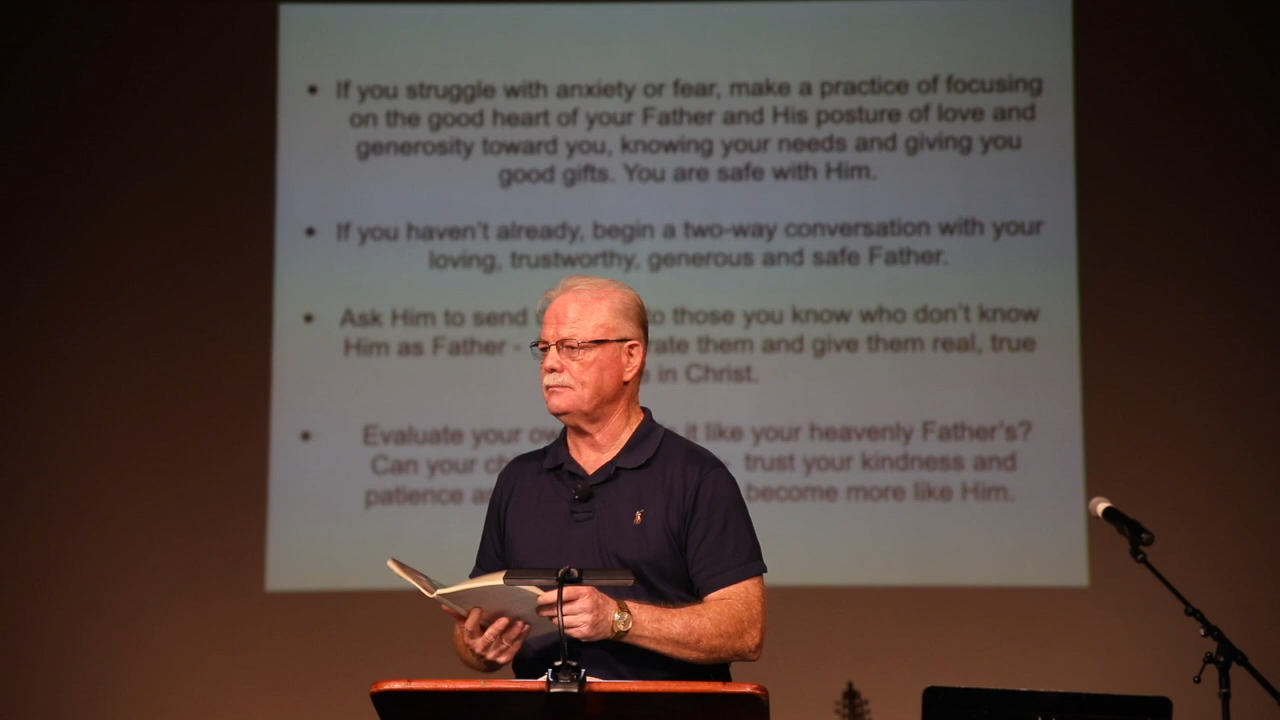 • If you struggle with anxiety or fear, make a practice of focusing
on the good heart of your Father and His posture of love and
generosity toward you, knowing your needs and giving you
good gifts. You are safe with Him.
• If you haven't already, begin a two-way conversation with your
loving, trustworthy, generous and safe Father.
• Ask Him to send to those you know who don't know
Him as Father - them and give them real, true
in Christ.
• Evaluate your it like your heavenly Father's?
Can your trust your kindness and
patience become more like Him.